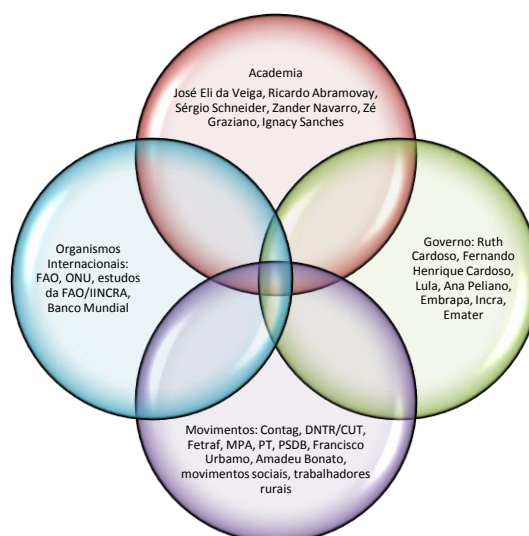 Academia
José Eli da Veiga, Ricardo Abramovay,
Sérgio Schneider, Zander Navarro, Zé
Graziano, Ignacy Sanches
Organismos
Internacionais:
FAO, ONU, estudos
da FAO/IINCRA,
Banco Mundial
Governo: Ruth
Cardoso, Fernando
Henrique Cardoso,
Lula, Ana Peliano,
Embrapa, Incra,
Emater
Movimentos: Contag, DNTR/CUT,
Fetraf, MPA, PT, PSDB, Francisco
Urbamo, Amadeu Bonato,
movimentos sociais, trabalhadores
rurais